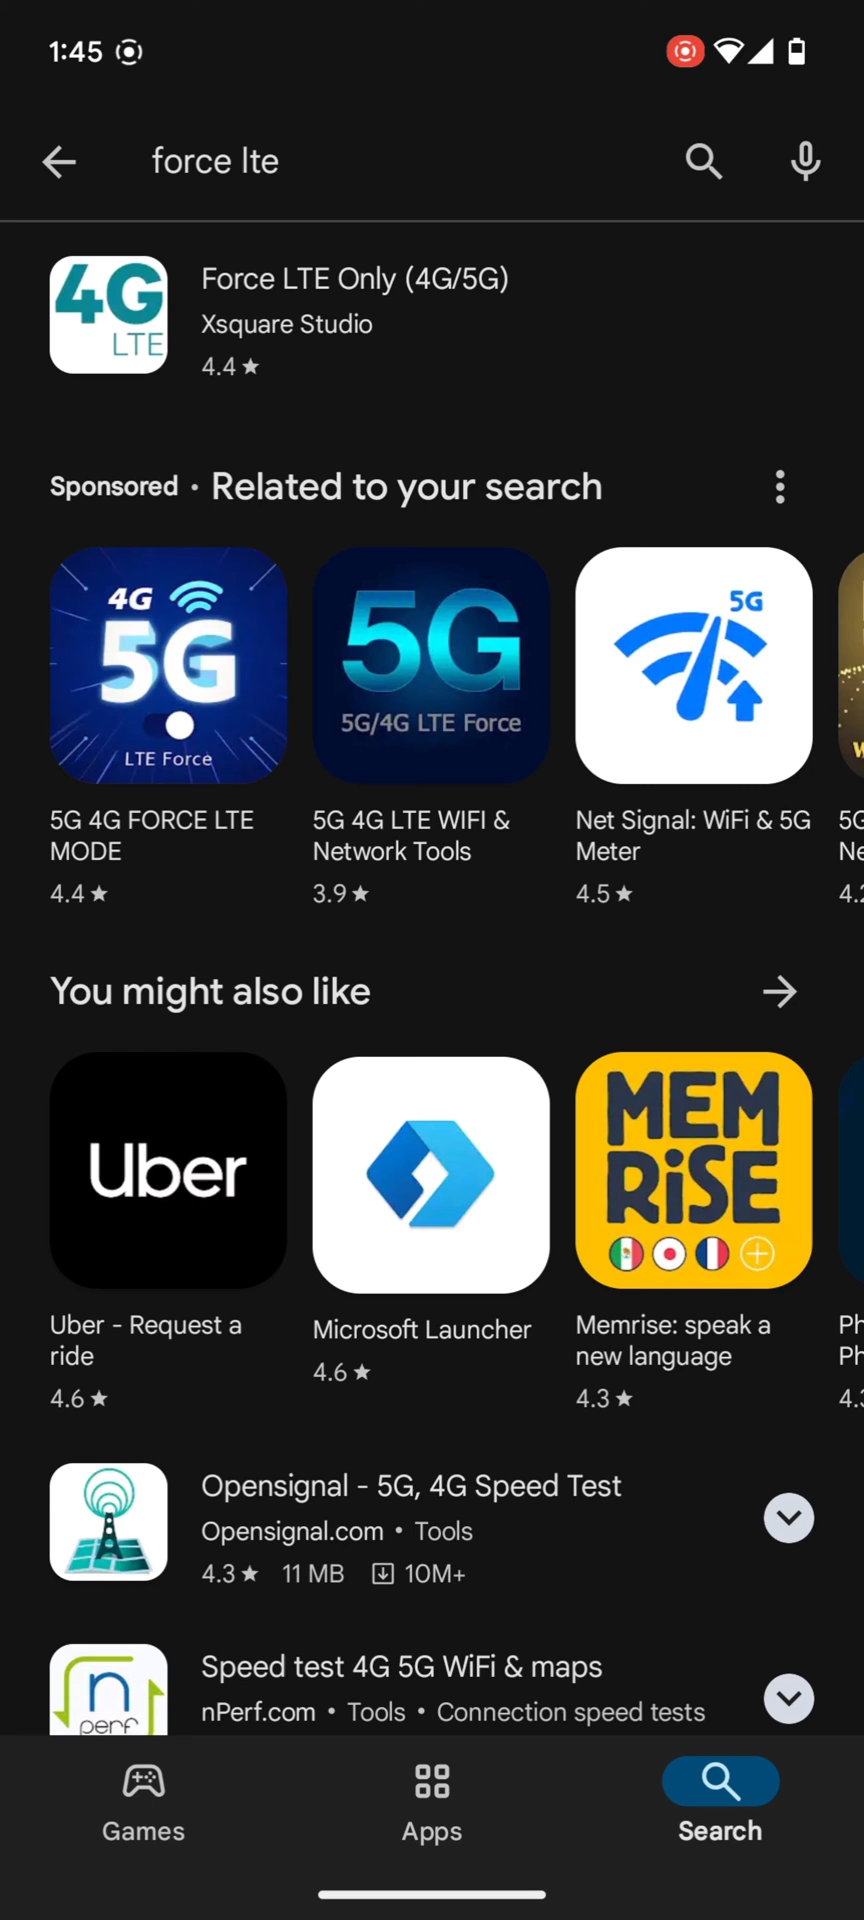 1:45
force lte
4G
LTE
Force LTE Only (4G/5G)
Xsquare Studio
4.4
Sponsored • Related to your search
4G
5G
LTE Force
5G
5G/4G LTE Force
5G
W
5G 4G FORCE LTE
MODE
4.4
5G 4G LTE WIFI &
Network Tools
3.9
Net Signal: WiFi & 5G
Meter
4.5
5G
Ne
4.2
You might also like
Uber
MEM
RiSE
Uber - Request a
ride
4.6
Microsoft Launcher
4.6
Memrise: speak a
new language
4.3
Ph
Ph
4.3
Opensignal - 5G, 4G Speed Test
Opensignal.com • Tools
4.3 11 MB 10M+
n
perf
Speed test 4G 5G WiFi & maps
nPerf.com • Tools • Connection speed tests
Games
Apps
Search